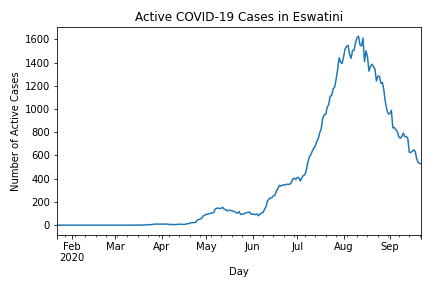 Active COVID-19 Cases in Eswatini
Number of Active Cases
1600
1400
1200
1000
800
600
400
200
0
Feb Mar Apr May Jun Jul Aug Sep
2020
Day